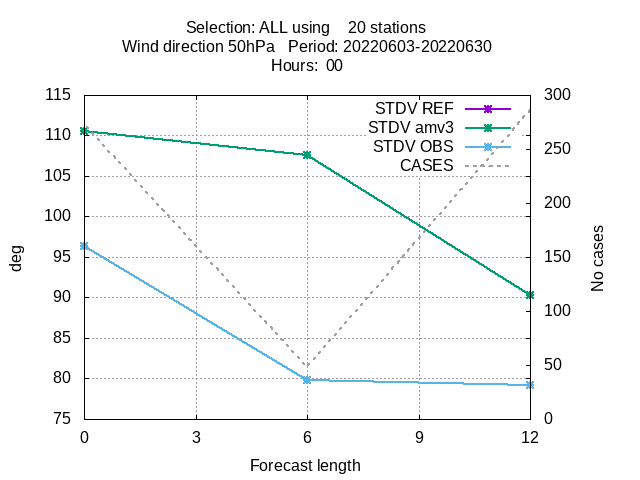 Selection: ALL using 20 stations
Wind direction 50hPa Period: 20220603-20220630
Hours: 00
115
110
105
100
95
90
85
80
75
300
250
200
150
100
50
0
STDV REF
STDV amv3
STDV OBS
CASES
deg
No cases
0 3 6 9 12
Forecast length